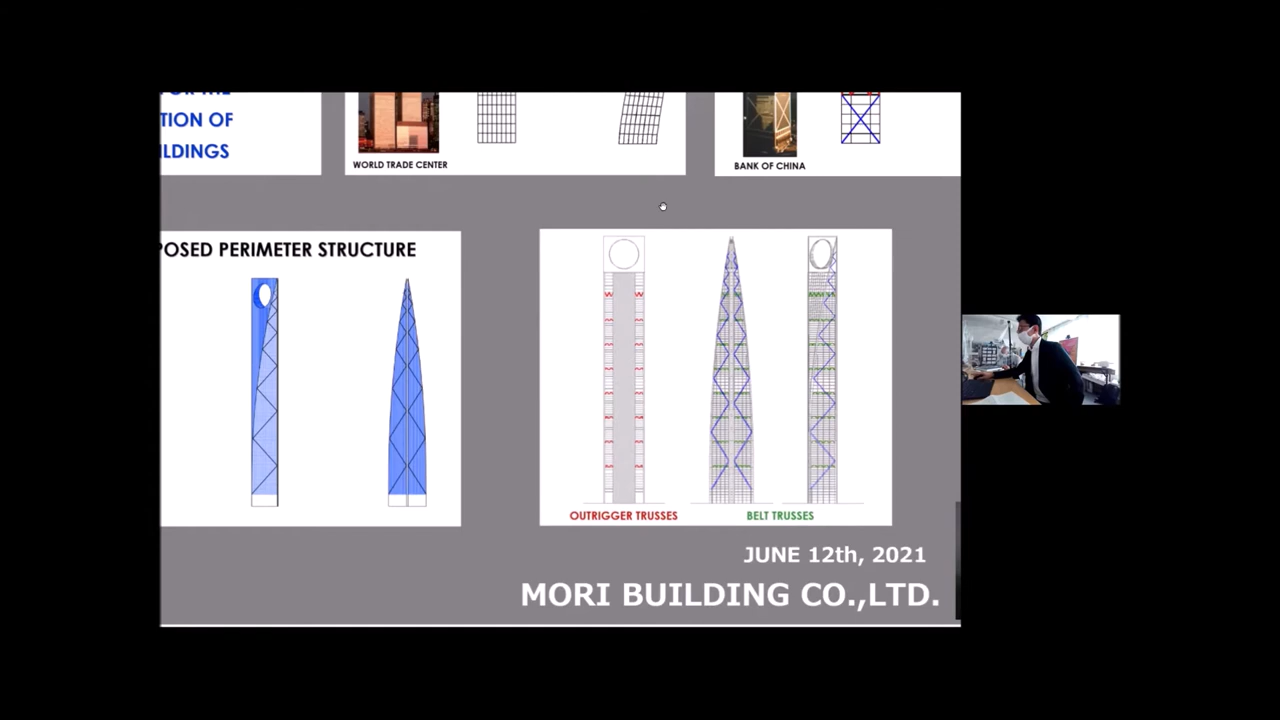 TION OF
LDINGS
WORLD TRADE CENTER
BANK OF CHINA
POSED PERIMETER STRUCTURE
OUTRIGGER TRUSSES
BELT TRUSSES
JUNE 12th, 2021
MORI BUILDING CO.,LTD.